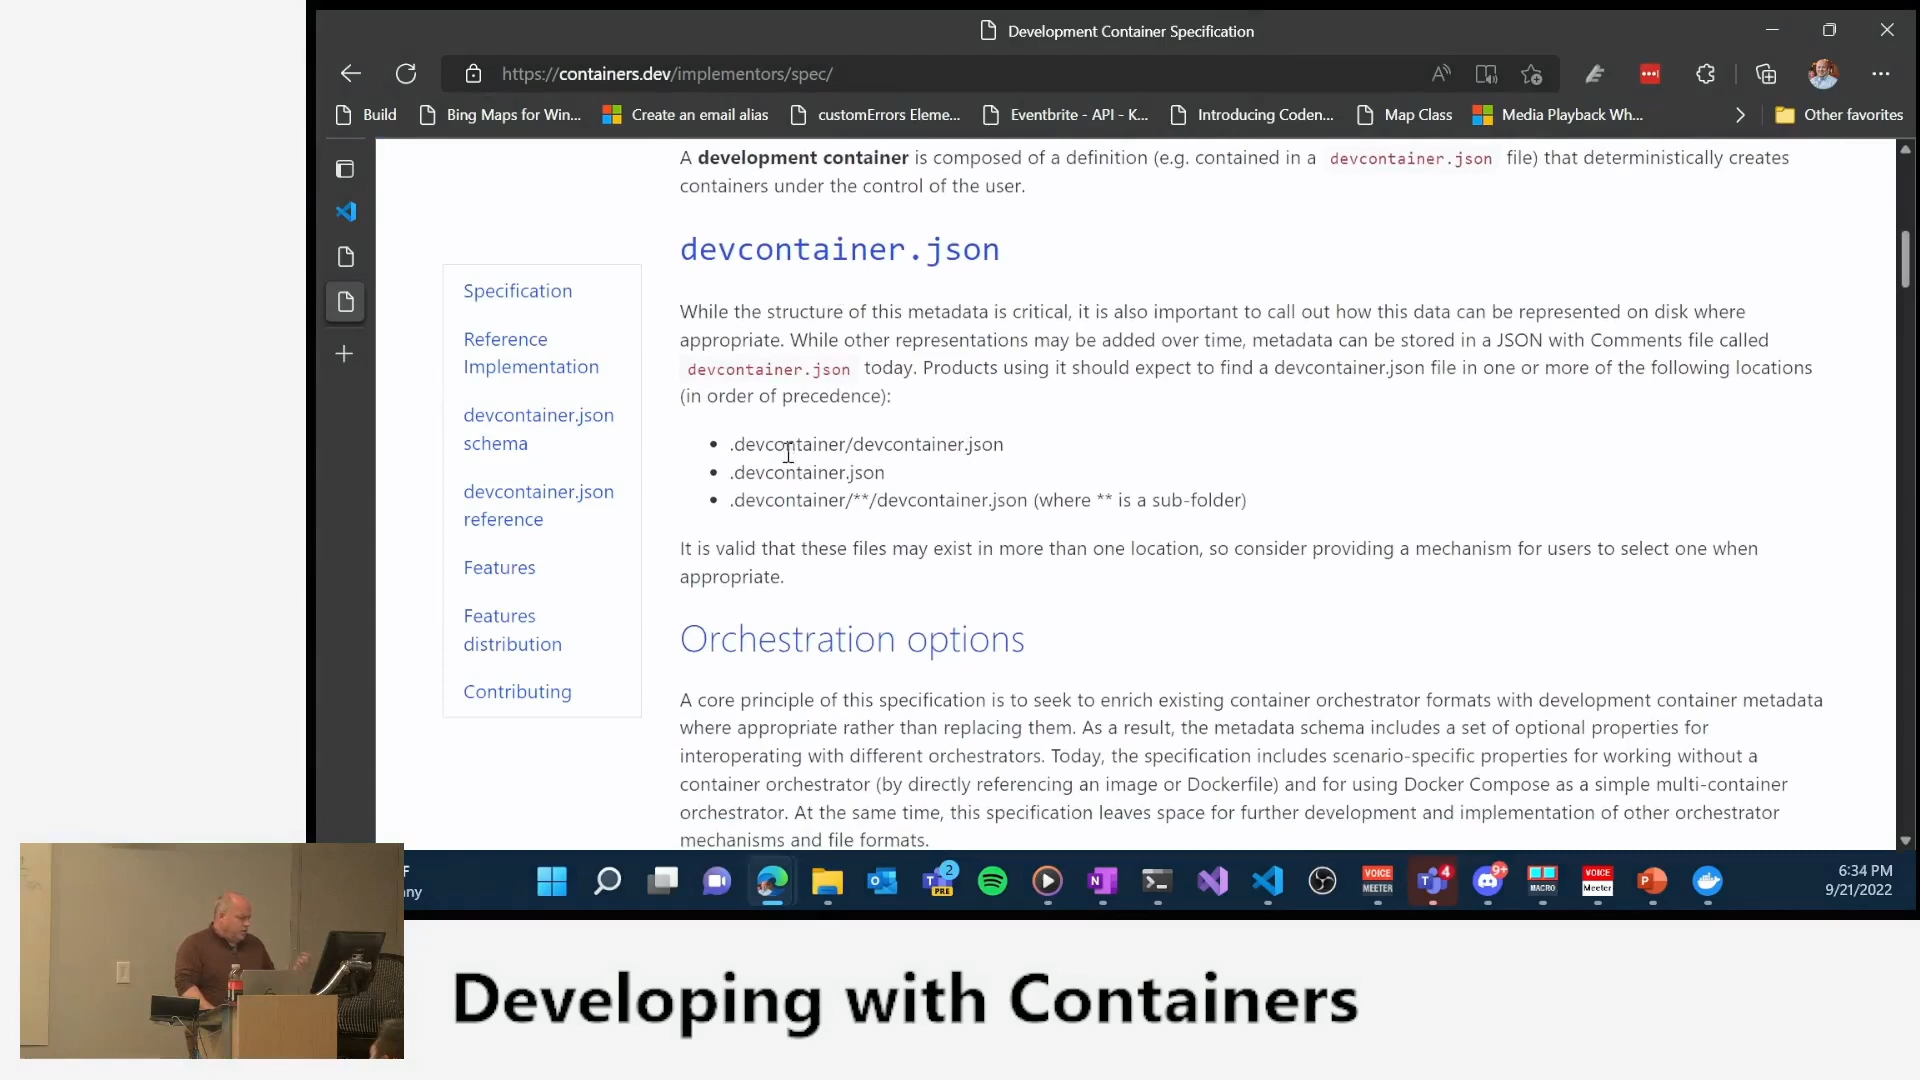 Development Container Specification
https://containers.dev/implementors/spec/
Build
Bing Maps for Win...
Create an email alias
customErrors Eleme...
Eventbrite - API - K...
Introducing Coden...
Map Class
Media Playback Wh...
Other favorites
A development container is composed of a definition (e.g. contained in a devcontainer.json file) that deterministically creates
containers under the control of the user.
devcontainer.json
Specification
Reference
Implementation
devcontainer.json
schema
devcontainer.json
reference
Features
Features
distribution
Contributing
While the structure of this metadata is critical, it is also important to call out how this data can be represented on disk where
appropriate. While other representations may be added over time, metadata can be stored in a JSON with Comments file called
devcontainer.json today. Products using it should expect to find a devcontainer.json file in one or more of the following locations
(in order of precedence):
• .devcontainer/devcontainer.json
• .devcontainer.json
• .devcontainer/**/devcontainer.json (where ** is a sub-folder)
It is valid that these files may exist in more than one location, so consider providing a mechanism for users to select one when
appropriate.
Orchestration options
A core principle of this specification is to seek to enrich existing container orchestrator formats with development container metadata
where appropriate rather than replacing them. As a result, the metadata schema includes a set of optional properties for
interoperating with different orchestrators. Today, the specification includes scenario-specific properties for working without a
container orchestrator (by directly referencing an image or Dockerfile) and for using Docker Compose as a simple multi-container
orchestrator. At the same time, this specification leaves space for further development and implementation of other orchestrator
mechanisms and file formats.
F
ny
2
PRE
VOICE
MEETER
4
9+
MACRO
VOICE
Meeter
6:34 PM
9/21/2022
Developing with Containers